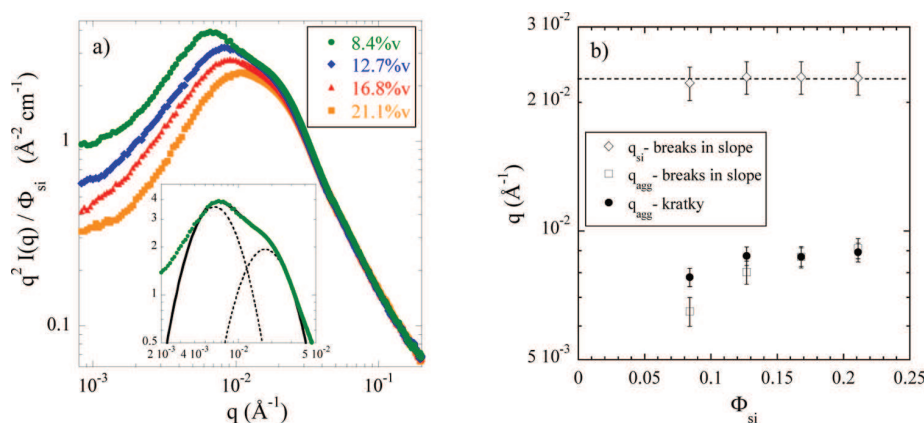 a)
8.4%v
12.7%v
16.8%v
21.1%v
q² I(q) / Φsi (Å⁻² cm⁻¹)
1
0.1
4
3
2
1
0.5
2 10⁻³ 4 10⁻³ 10⁻² 5 10⁻²
10⁻³ 10⁻² 10⁻¹
q (Å⁻¹)
b)
3 10⁻²
2 10⁻²
10⁻²
5 10⁻³
q (Å⁻¹)
qsi- breaks in slope
qagg- breaks in slope
qagg- kratky
0 0.05 0.1 0.15 0.2 0.25
Φsi